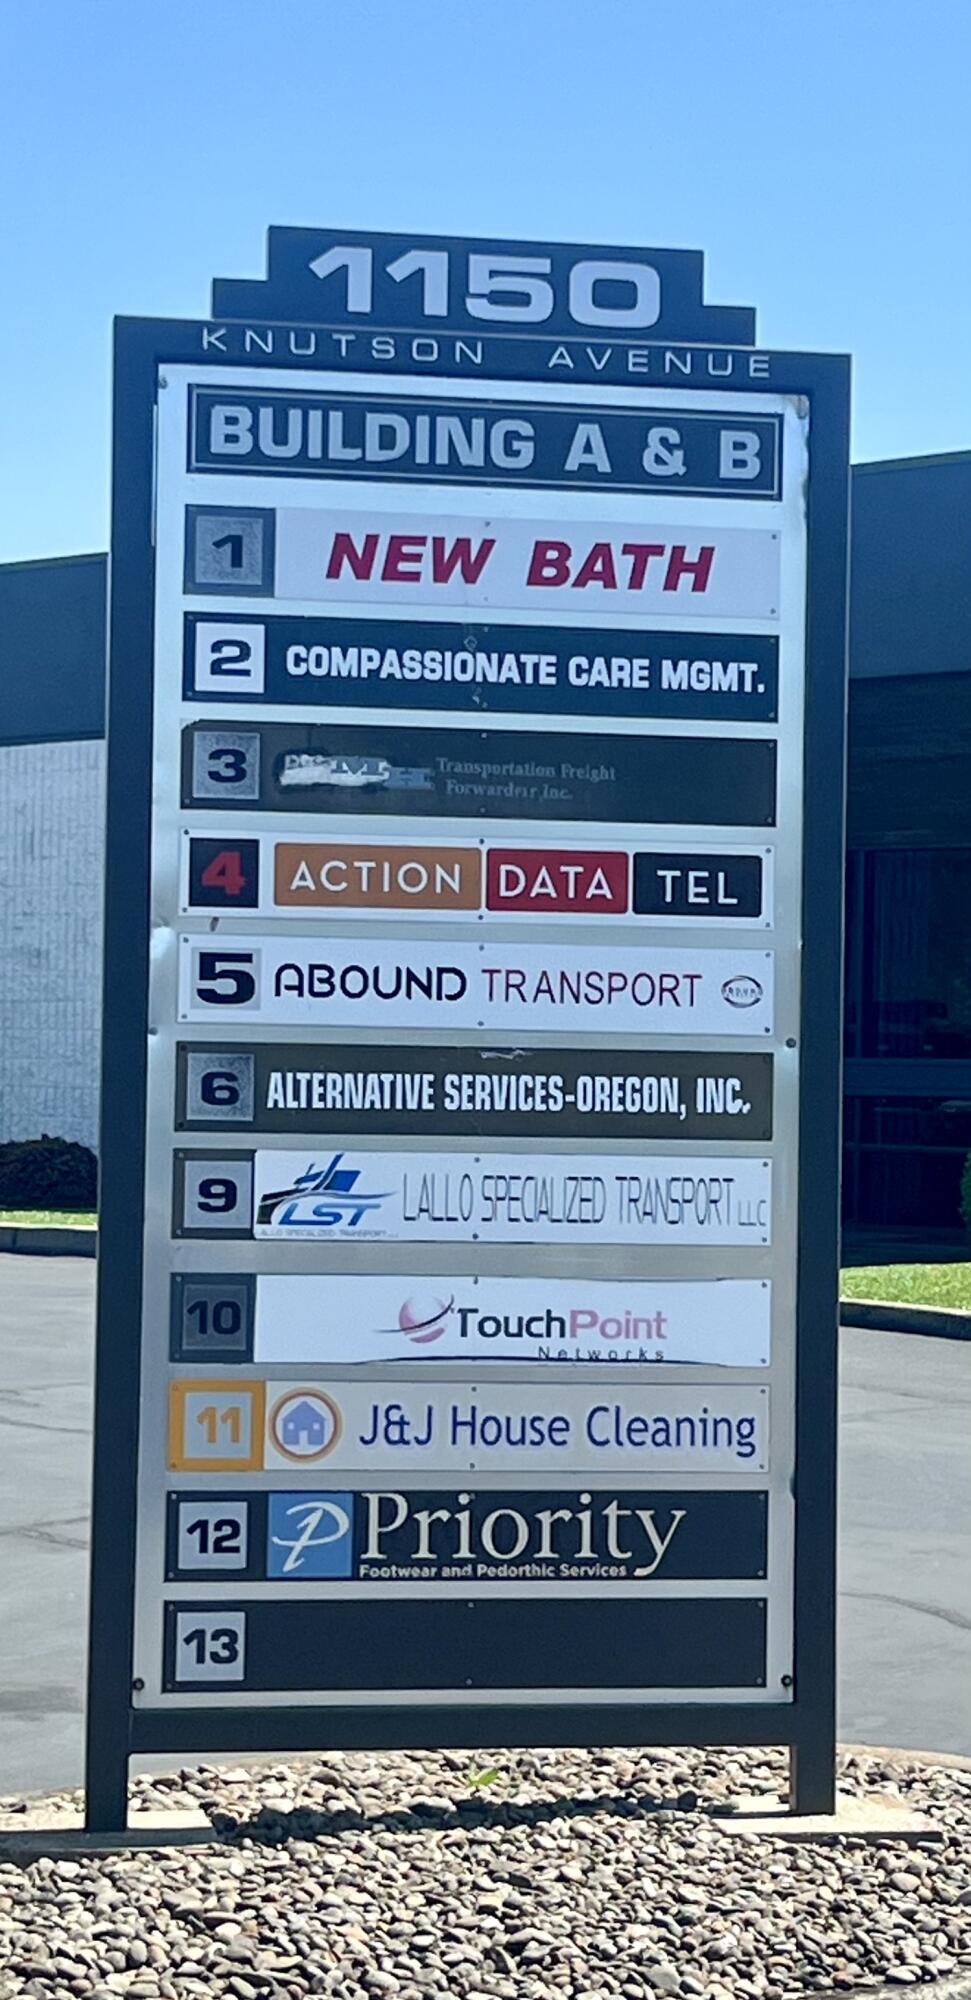 1150
KNUTSON AVENUE
BUILDING A & B
1 NEW BATH
2 COMPASSIONATE CARE MGMT.
3 Transportation Freight
Forwarder Inc.
4 ACTION DATA TEL
5 ABOUND TRANSPORT
6 ALTERNATIVE SERVICES-OREGON, INC.
9 LST LALLO SPECIALIZED TRANSPORT LLC
10 TouchPoint
Networks
11 J&J House Cleaning
12 P Priority
Footwear and Pedorthic Services
13